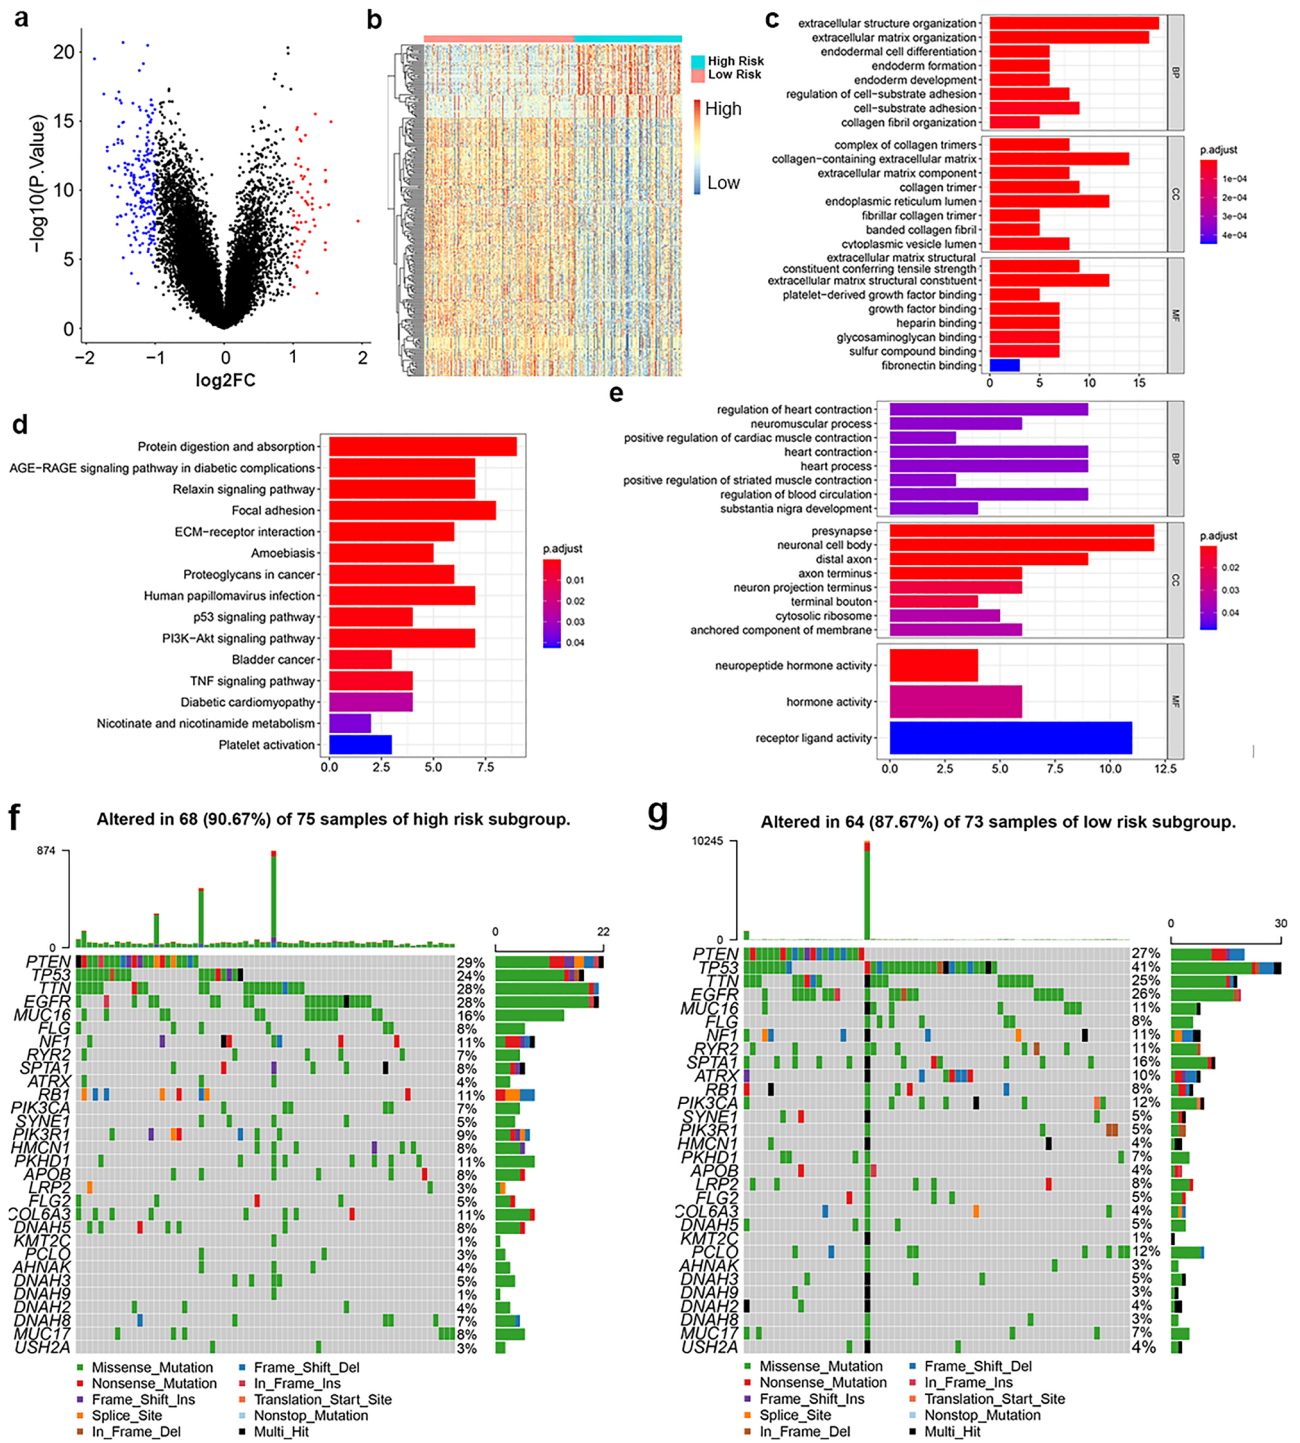 a
20
15
10
5
0
−log10(P. Value)
−2
−1
0
1
2
log2FC
b
High Risk
Low Risk
High
Low
c
extracellular structure organization
extracellular matrix organization
endodermal cell differentiation
endoderm formation
endoderm development
regulation of cell-substrate adhesion
cell-substrate adhesion
collagen fibril organization
BP
complex of collagen trimers
collagen-containing extracellular matrix
extracellular matrix component
collagen trimer
endoplasmic reticulum lumen
fibrillar collagen trimer
banded collagen fibril
cytoplasmic vesicle lumen
CC
extracellular matrix structural
constituent conferring tensile strength
extracellular matrix structural constituent
platelet-derived growth factor binding
growth factor binding
heparin binding
glycosaminoglycan binding
sulfur compound binding
fibronectin binding
MF
0
5
10
15
p.adjust
1e−04
2e−04
3e−04
4e−04
d
Protein digestion and absorption
AGE−RAGE signaling pathway in diabetic complications
Relaxin signaling pathway
Focal adhesion
ECM−receptor interaction
Amoebiasis
Proteoglycans in cancer
Human papillomavirus infection
p53 signaling pathway
PI3K−Akt signaling pathway
Bladder cancer
TNF signaling pathway
Diabetic cardiomyopathy
Nicotinate and nicotinamide metabolism
Platelet activation
0.0
2.5
5.0
7.5
p.adjust
0.01
0.02
0.03
0.04
e
regulation of heart contraction
neuromuscular process
positive regulation of cardiac muscle contraction
heart contraction
heart process
positive regulation of striated muscle contraction
regulation of blood circulation
substantia nigra development
BP
presynapse
neuronal cell body
distal axon
axon terminus
neuron projection terminus
terminal bouton
cytosolic ribosome
anchored component of membrane
CC
neuropeptide hormone activity
hormone activity
receptor ligand activity
MF
0.0
2.5
5.0
7.5
10.0
12.5
p.adjust
0.02
0.03
0.04
f
Altered in 68 (90.67%) of 75 samples of high risk subgroup.
874
0
0
22
PTEN 29%
TP53 24%
TTN 28%
EGFR 28%
MUC16 16%
FLG 8%
NF1 11%
RYR2 7%
SPTA1 8%
ATRX 4%
RB1 11%
PIK3CA 7%
SYNE1 5%
PIK3R1 9%
HMCN1 8%
PKHD1 11%
APOB 8%
LRP2 3%
FLG2 5%
COL6A3 11%
DNAH5 8%
KMT2C 1%
PCLO 3%
AHNAK 4%
DNAH3 5%
DNAH9 1%
DNAH2 4%
DNAH8 7%
MUC17 8%
USH2A 3%
Missense_Mutation
Nonsense_Mutation
Frame_Shift_Ins
Splice_Site
In_Frame_Del
Frame_Shift_Del
In_Frame_Ins
Translation_Start_Site
Nonstop_Mutation
Multi_Hit
g
Altered in 64 (87.67%) of 73 samples of low risk subgroup.
10245
0
0
30
PTEN 27%
TP53 41%
TTN 25%
EGFR 26%
MUC16 11%
FLG 8%
NF1 11%
RYR2 11%
SPTA1 16%
ATRX 10%
RB1 8%
PIK3CA 12%
SYNE1 5%
PIK3R1 5%
HMCN1 4%
PKHD1 7%
APOB 4%
LRP2 8%
FLG2 5%
COL6A3 4%
DNAH5 5%
KMT2C 1%
PCLO 12%
AHNAK 3%
DNAH3 5%
DNAH9 3%
DNAH2 4%
DNAH8 3%
MUC17 7%
USH2A 4%
Missense_Mutation
Nonsense_Mutation
Frame_Shift_Ins
Splice_Site
In_Frame_Del
Frame_Shift_Del
In_Frame_Ins
Translation_Start_Site
Nonstop_Mutation
Multi_Hit